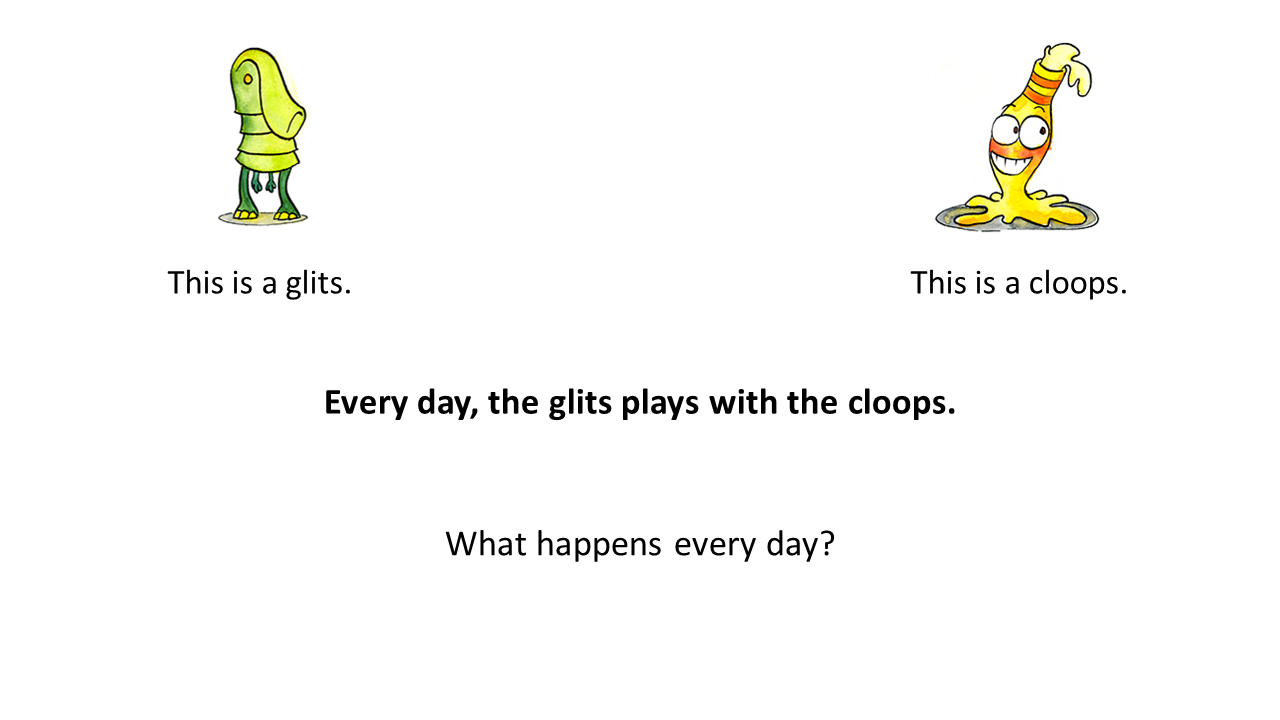 This is a glits.
This is a cloops.
Every day, the glits plays with the cloops.
What happens every day?